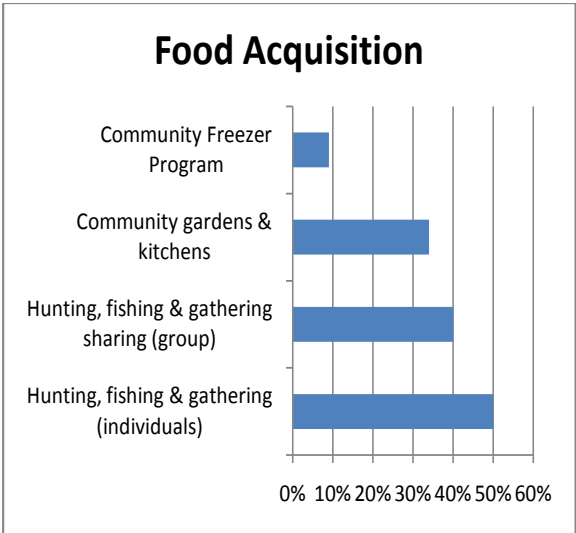 Food Acquisition
Community Freezer
Program
Community gardens &
kitchens
Hunting, fishing & gathering
sharing (group)
Hunting, fishing & gathering
(individuals)
0% 10% 20% 30% 40% 50% 60%